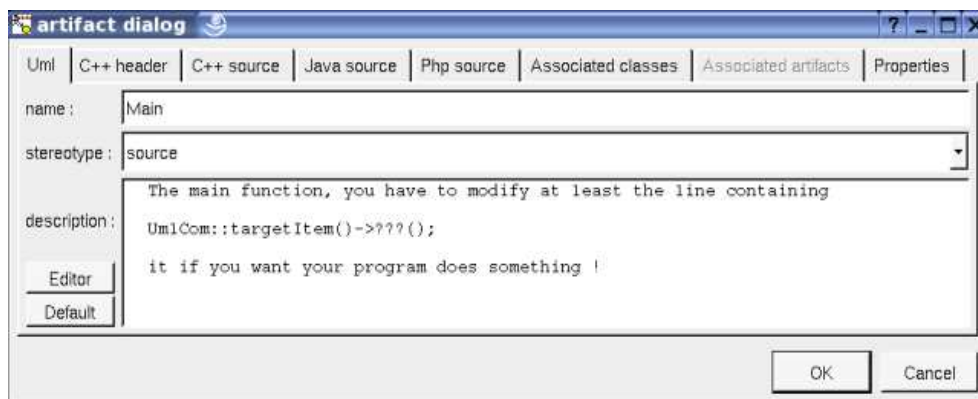 artifact dialog
Uml C++ header C++ source Java source Php source Associated classes Associated artifacts Properties
name : Main
stereotype : source
description :
The main function, you have to modify at least the line containing
UmlCom::targetItem()->???();
it if you want your program does something !
Editor
Default
OK Cancel